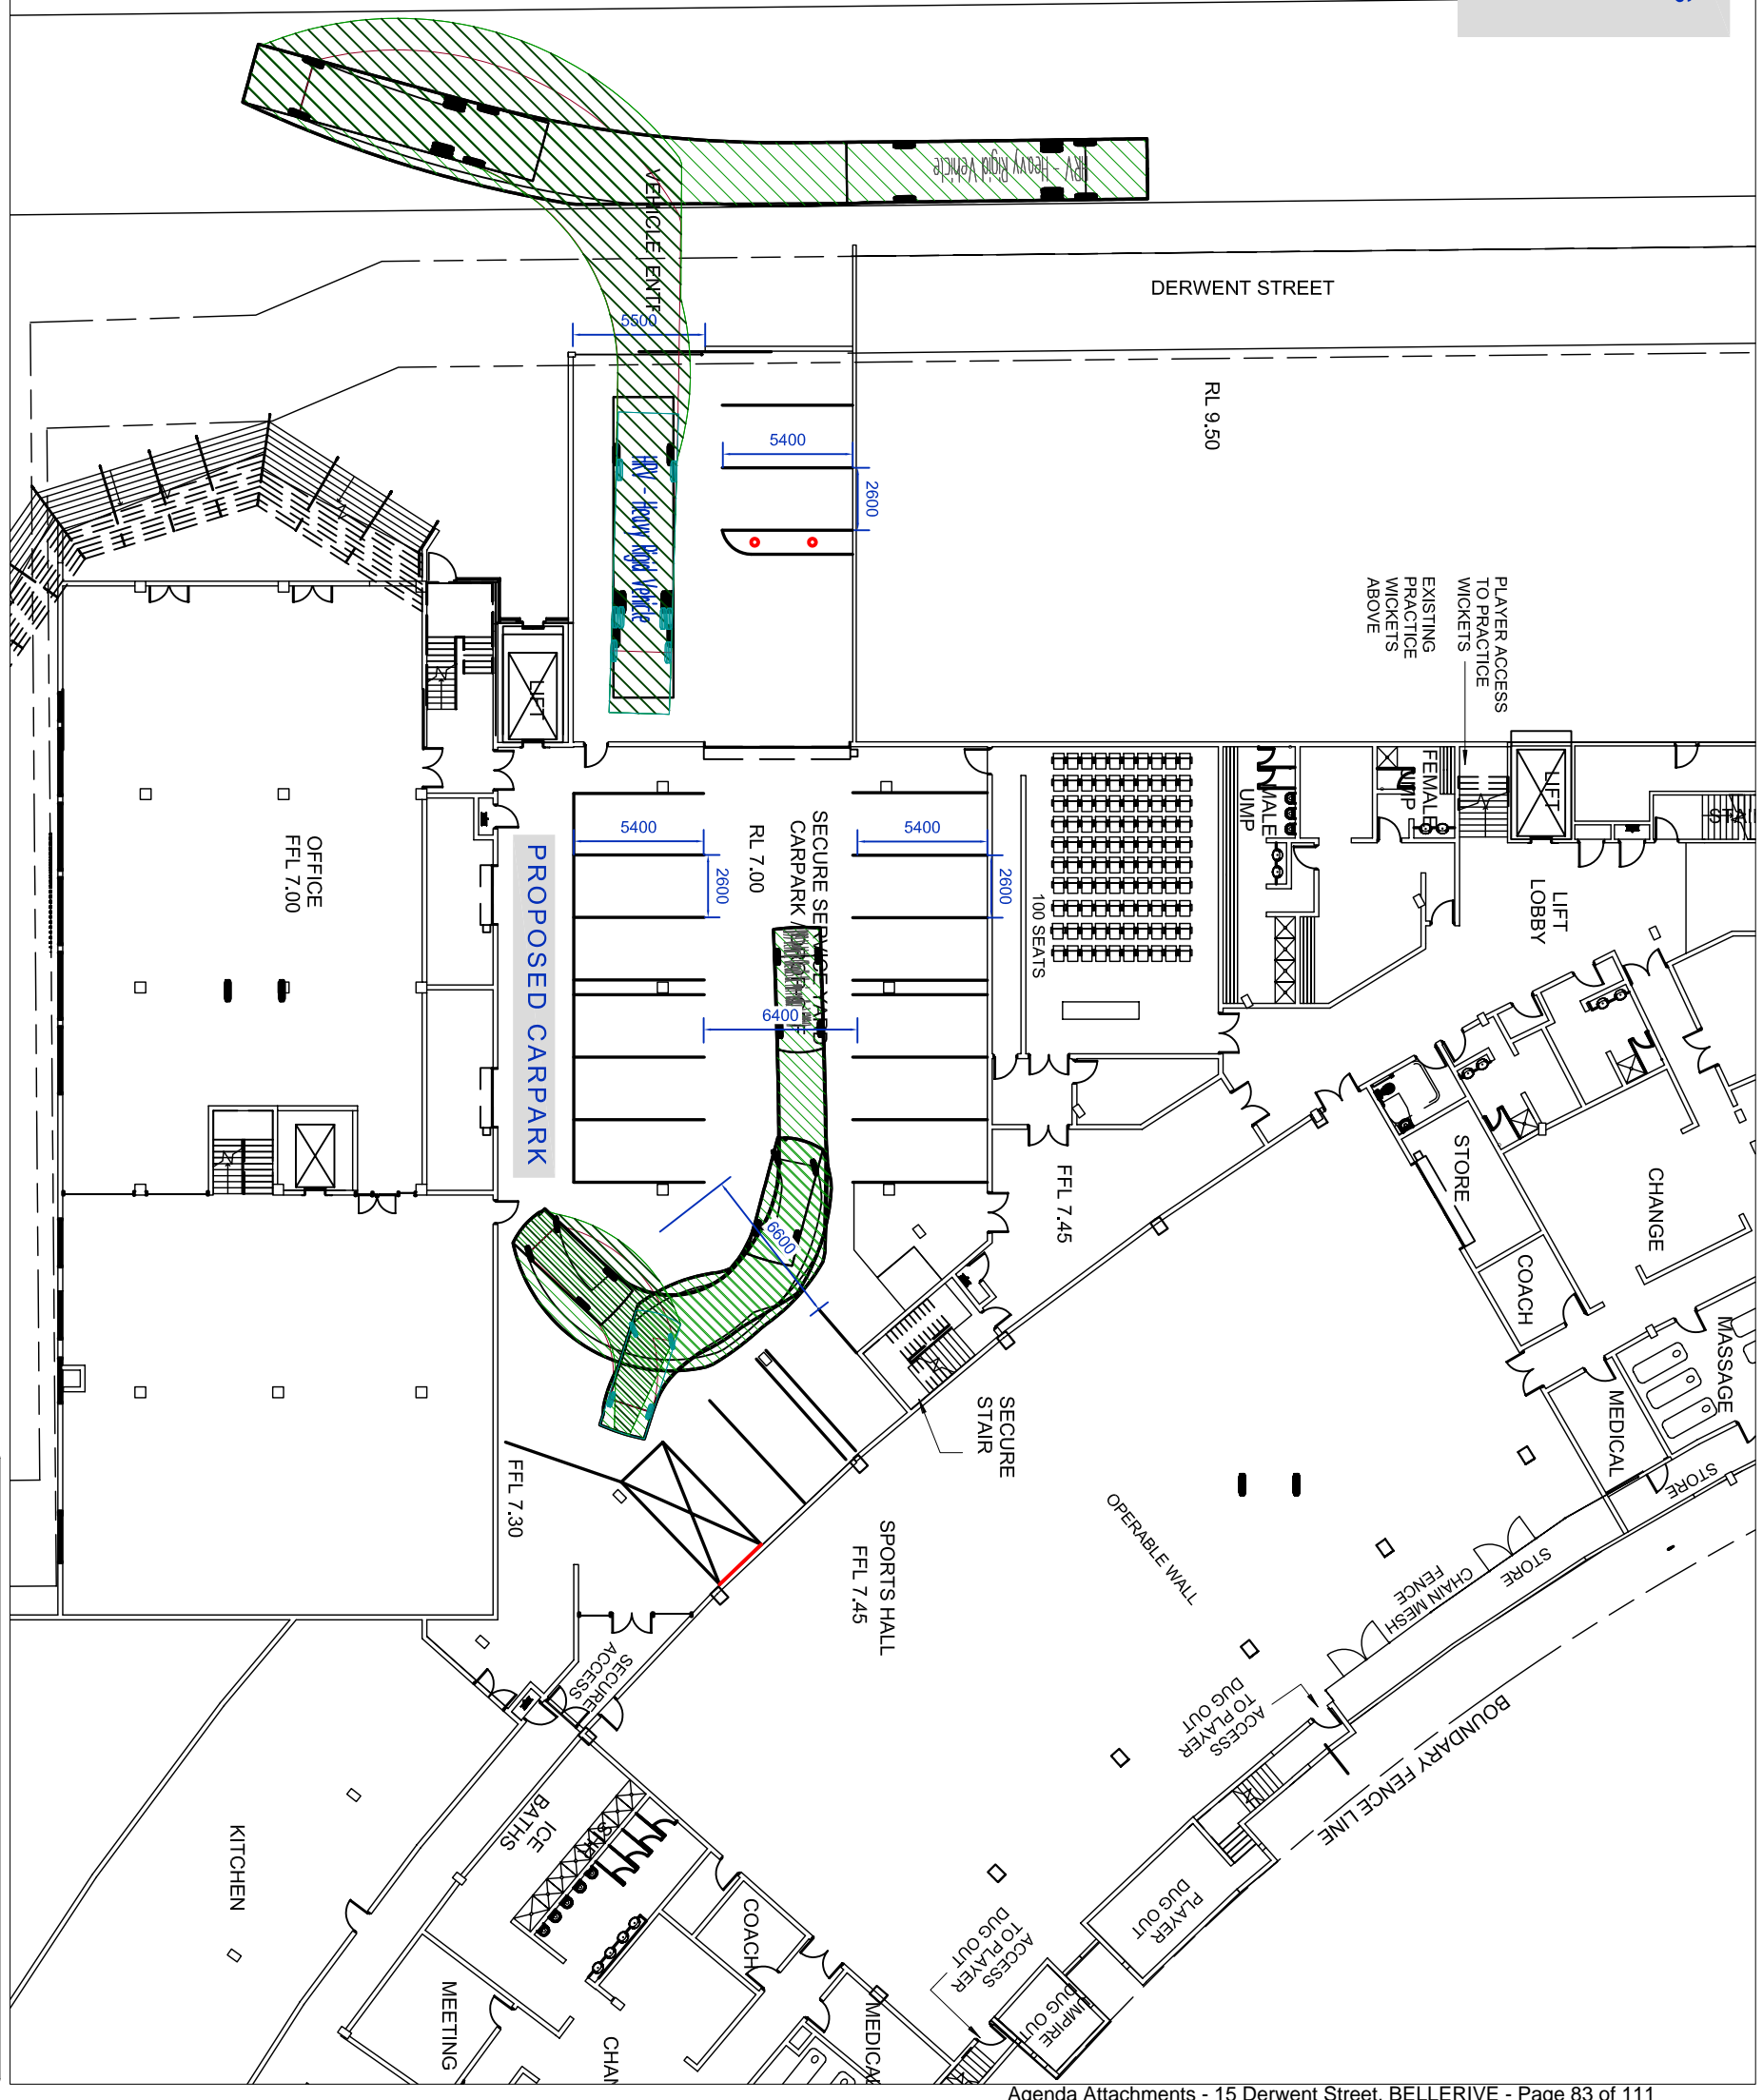 HRV - Heavy Rigid Vehicle
DERWENT STREET
5500
RL 9.50
5400
2600
HRV - Heavy Rigid Vehicle
PLAYER ACCESS
TO PRACTICE
WICKETS
EXISTING
PRACTICE
WICKETS
ABOVE
LIFT
LIFT
FEMALE
UMP
MALE
UMP
LIFT
LOBBY
OFFICE
FFL 7.00
PROPOSED CARPARK
5400
2600
RL 7.00
SECURE SERVICE YARD
CARPARK /
5400
2600
100 SEATS
6400
6600
FFL 7.45
STORE
CHANGE
COACH
MASSAGE
MEDICAL
STORE
SECURE
STAIR
FFL 7.30
SPORTS HALL
FFL 7.45
OPERABLE WALL
STORE
CHAIN MESH
FENCE
SECURE
ACCESS
ACCESS
TO PLAYER
DUG OUT
BOUNDARY FENCE LINE
ICE
BATHS
KITCHEN
COACH
PLAYER
DUG OUT
ACCESS
TO PLAYER
DUG OUT
UMPIRE
DUG OUT
MEETING
Agenda Attachments - 15 Derwent Street, BELLERIVE - Page 83 of 111